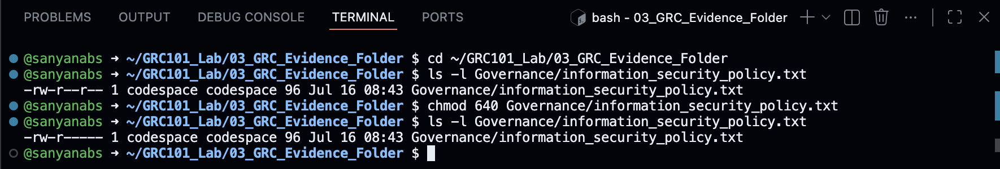 PROBLEMS OUTPUT DEBUG CONSOLE TERMINAL PORTS bash - 03_GRC_Evidence_Folder
@sanyanabs ➜ ~/GRC101_Lab/03_GRC_Evidence_Folder $ cd ~/GRC101_Lab/03_GRC_Evidence_Folder
@sanyanabs ➜ ~/GRC101_Lab/03_GRC_Evidence_Folder $ ls -l Governance/information_security_policy.txt
-rw-r--r-- 1 codespace codespace 96 Jul 16 08:43 Governance/information_security_policy.txt
@sanyanabs ➜ ~/GRC101_Lab/03_GRC_Evidence_Folder $ chmod 640 Governance/information_security_policy.txt
@sanyanabs ➜ ~/GRC101_Lab/03_GRC_Evidence_Folder $ ls -l Governance/information_security_policy.txt
-rw-r----- 1 codespace codespace 96 Jul 16 08:43 Governance/information_security_policy.txt
@sanyanabs ➜ ~/GRC101_Lab/03_GRC_Evidence_Folder $